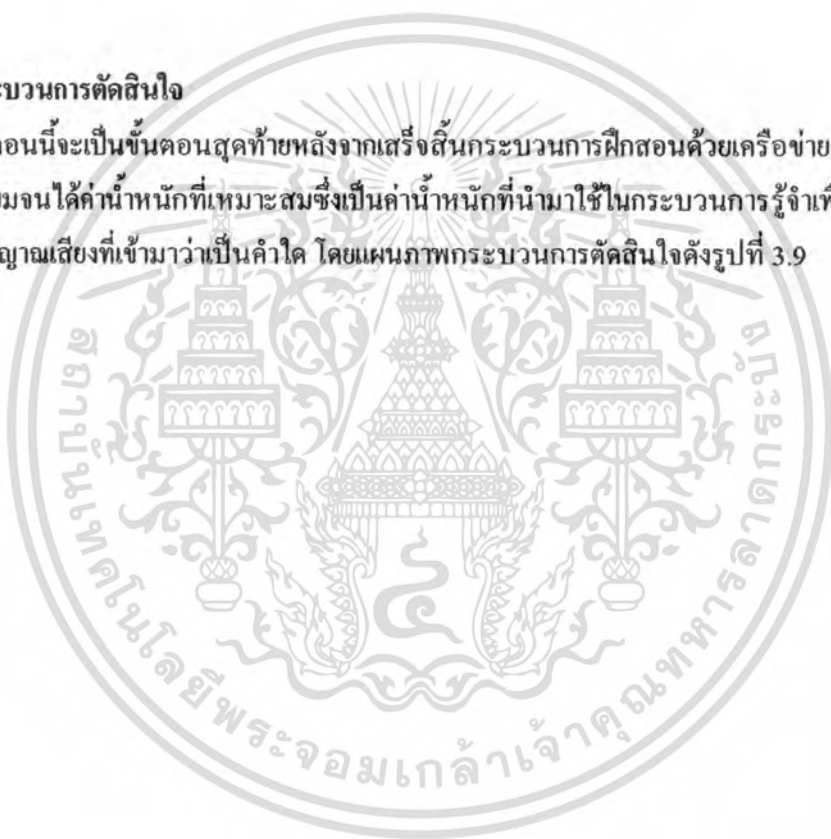 ะบวนการตัดสินใจ
อนนี้จะเป็นขั้นตอนสุดท้ายหลังจากเสร็จสิ้นกระบวนการฝึกสอนด้วยเครือข่าย
มจนได้ค่าน้ำหนักที่เหมาะสมซึ่งเป็นค่าน้ำหนักที่นำมาใช้ในกระบวนการรู้จำเพื่
ญาณเสียงที่เข้ามาว่าเป็นคำใด โดยแผนภาพกระบวนการตัดสินใจดังรูปที่ 3.9
สถาบันเทคโนโลยีพระจอมเกล้าเจ้าคุณทหารลาดกระบัง